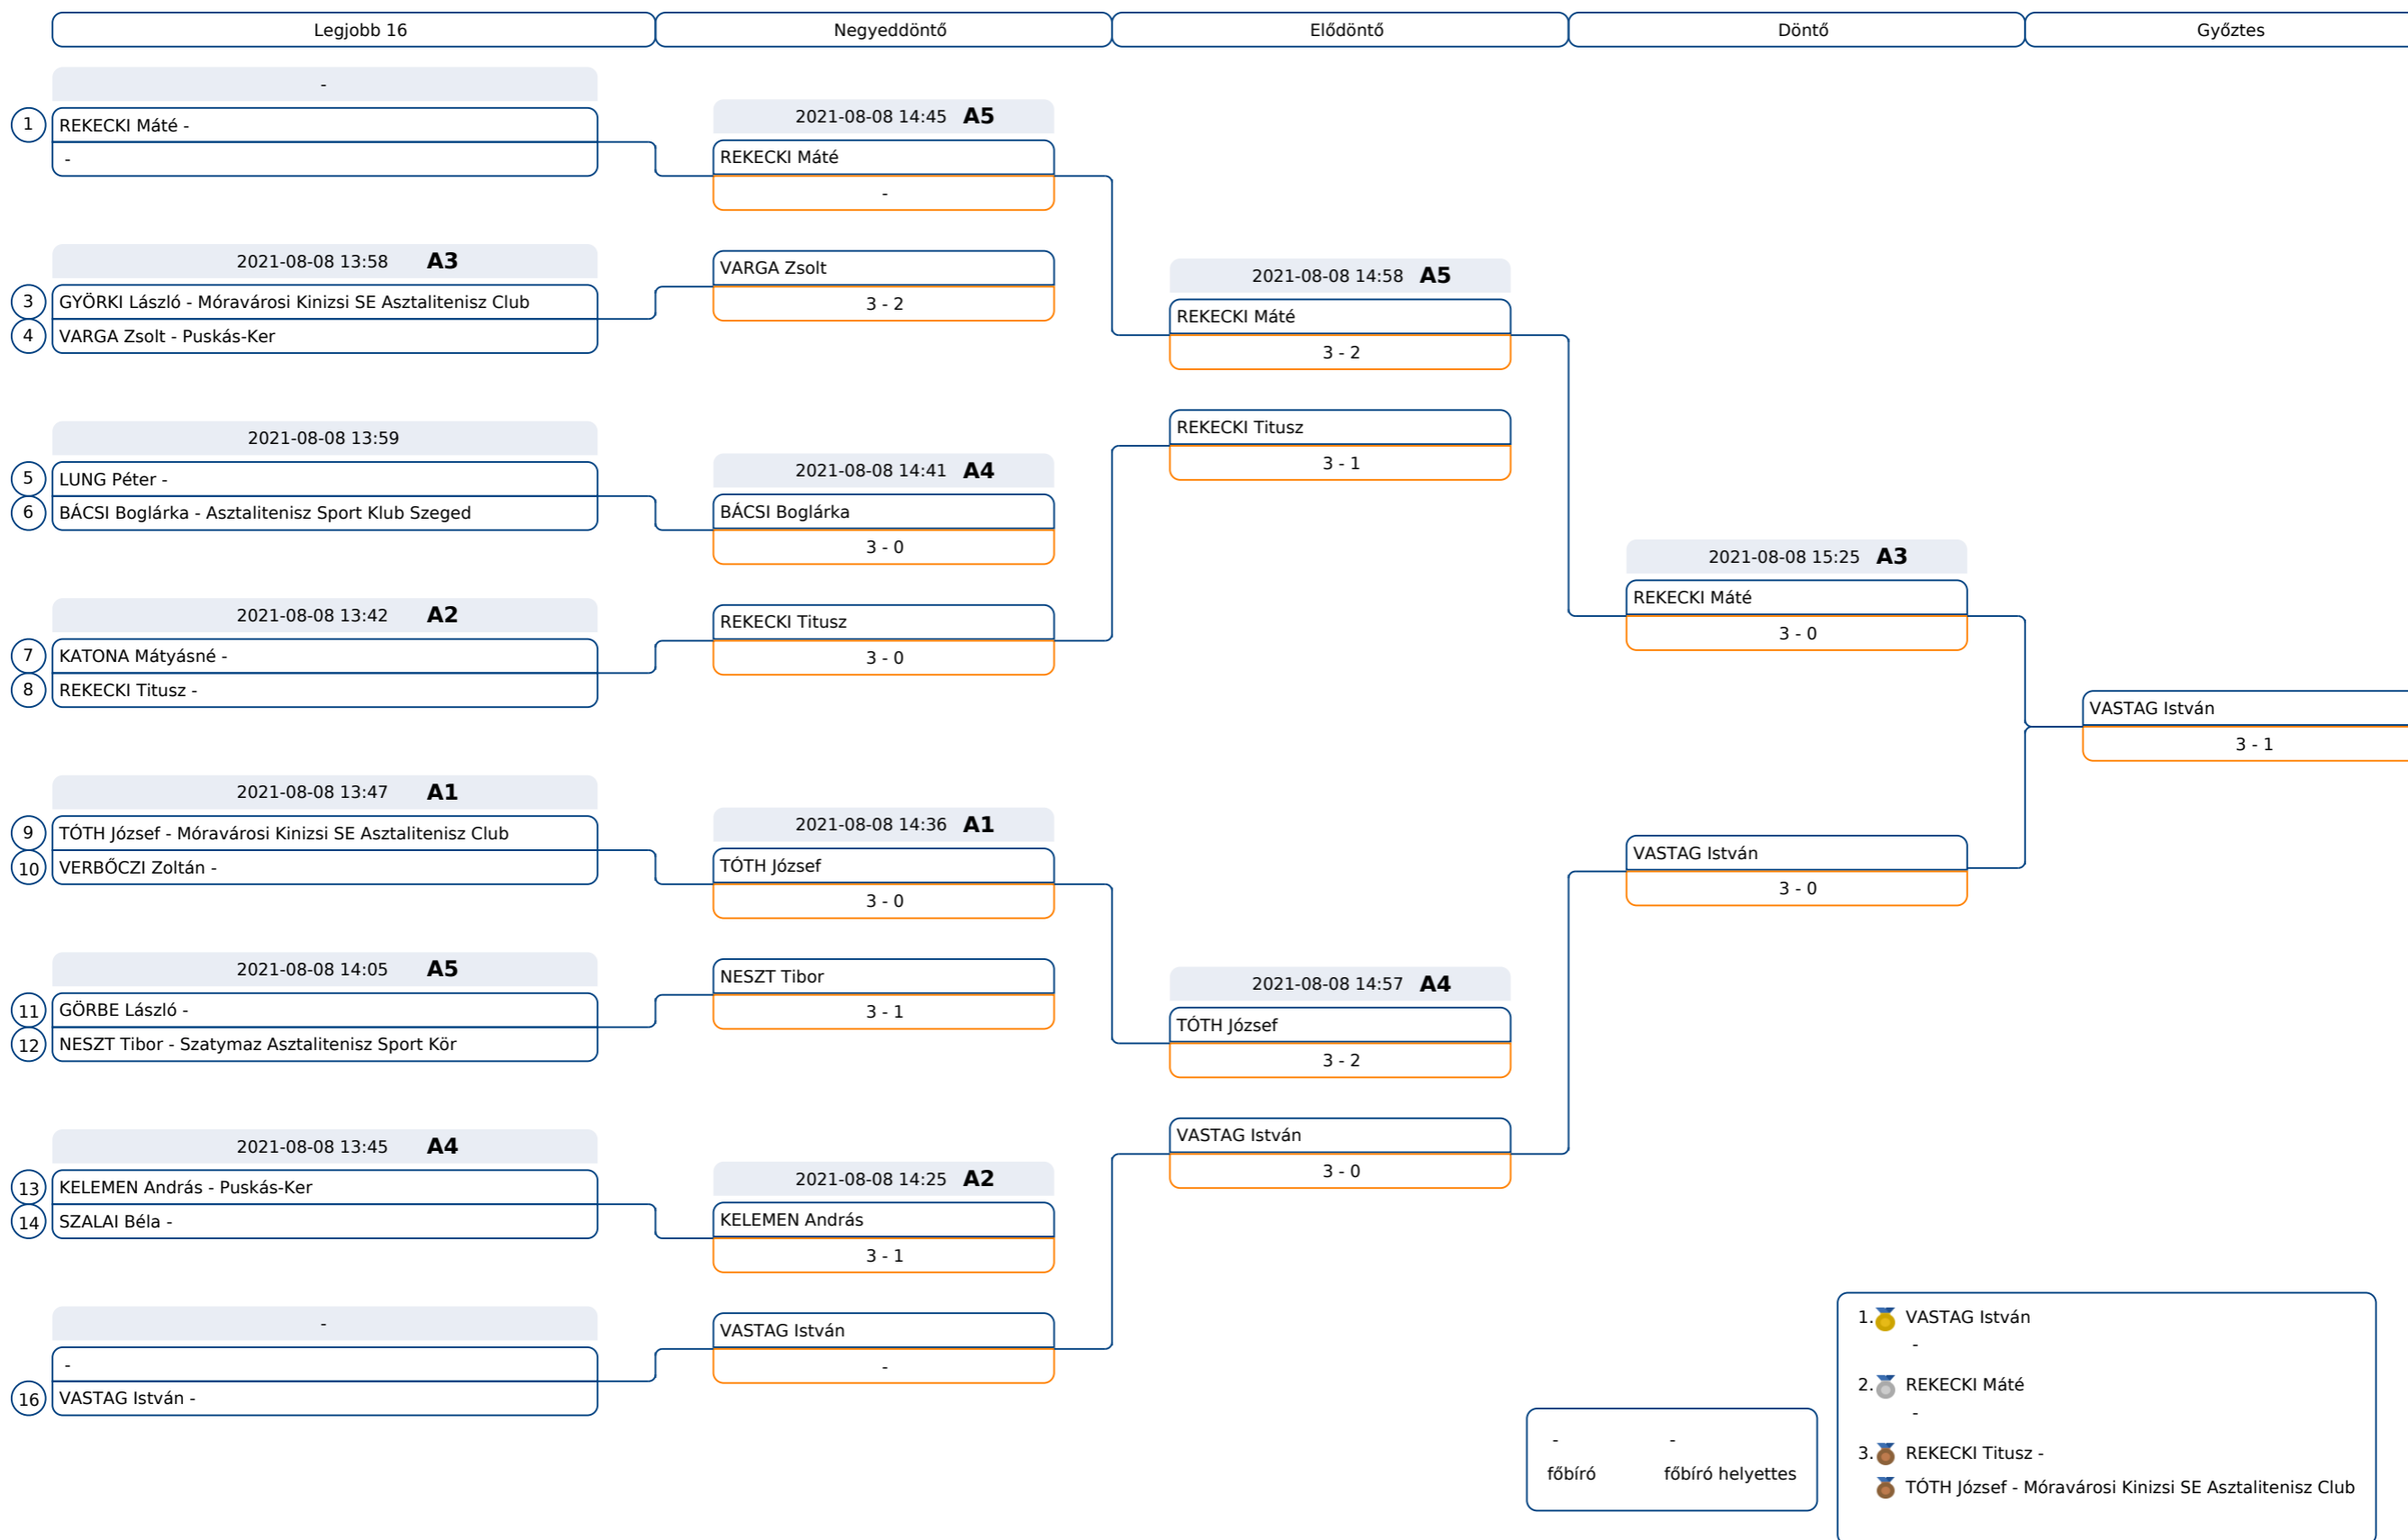 Legjobb 16
Negyeddöntő
Elődöntő
Döntő
Győztes
-
1
REKECKI Máté -
-
2021-08-08 13:58 A3
3
GYÖRKI László - Móravárosi Kinizsi SE Asztalitenisz Club
4
VARGA Zsolt - Puskás-Ker
2021-08-08 13:59
5
LUNG Péter -
6
BÁCSI Boglárka - Asztalitenisz Sport Klub Szeged
2021-08-08 13:42 A2
7
KATONA Mátyásné -
8
REKECKI Titusz -
2021-08-08 13:47 A1
9
TÓTH József - Móravárosi Kinizsi SE Asztalitenisz Club
10
VERBŐCZI Zoltán -
2021-08-08 14:05 A5
11
GÖRBE László -
12
NESZT Tibor - Szatymaz Asztalitenisz Sport Kör
2021-08-08 13:45 A4
13
KELEMEN András - Puskás-Ker
14
SZALAI Béla -
-
-
16
VASTAG István -
2021-08-08 14:45 A5
REKECKI Máté
-
VARGA Zsolt
3 - 2
2021-08-08 14:41 A4
BÁCSI Boglárka
3 - 0
REKECKI Titusz
3 - 0
2021-08-08 14:36 A1
TÓTH József
3 - 0
NESZT Tibor
3 - 1
2021-08-08 14:25 A2
KELEMEN András
3 - 1
VASTAG István
-
2021-08-08 14:58 A5
REKECKI Máté
3 - 2
REKECKI Titusz
3 - 1
2021-08-08 14:57 A4
TÓTH József
3 - 2
VASTAG István
3 - 0
2021-08-08 15:25 A3
REKECKI Máté
3 - 0
VASTAG István
3 - 0
VASTAG István
3 - 1
- -
főbíró főbíró helyettes
1. VASTAG István
-
2. REKECKI Máté
-
3. REKECKI Titusz -
TÓTH József - Móravárosi Kinizsi SE Asztalitenisz Club